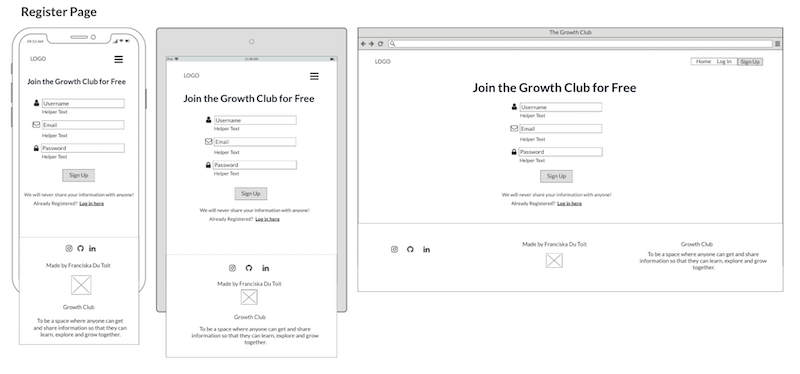 Register Page
09:52 AM
LOGO
Join the Growth Club for Free
Username
Helper Text
Email
Helper Text
Password
Helper Text
Sign Up
We will never share your information with anyone!
Already Registered? Log in here
Made by Franciska Du Toit
Growth Club
To be a space where anyone can get
and share information so that they can
learn, explore and grow together.
LOGO
Join the Growth Club for Free
Username
Helper Text
Email
Helper Text
Password
Helper Text
Sign Up
We will never share your information with anyone!
Already Registered? Log in here
Made by Franciska Du Toit
Growth Club
To be a space where anyone can get and share
information so that they can learn, explore and grow
together.
The Growth Club
LOGO
Home Log In Sign Up
Join the Growth Club for Free
Username
Helper Text
Email
Helper Text
Password
Helper Text
Sign Up
We will never share your information with anyone!
Already Registered? Log in here
Made by Franciska Du Toit
Growth Club
To be a space where anyone can get and share
information so that they can learn, explore and grow
together.